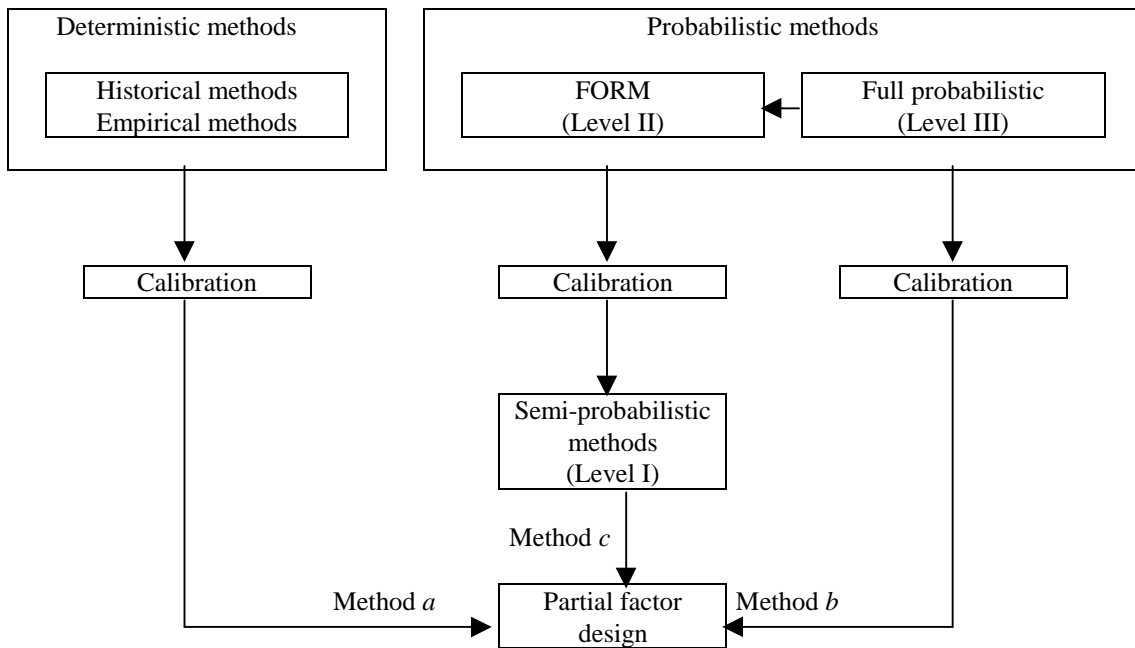 Deterministic methods
Historical methods
Empirical methods
Probabilistic methods
FORM
(Level II)
Full probabilistic
(Level III)
Calibration
Calibration
Calibration
Semi-probabilistic
methods
(Level I)
Method c
Method a
Partial factor
design
Method b